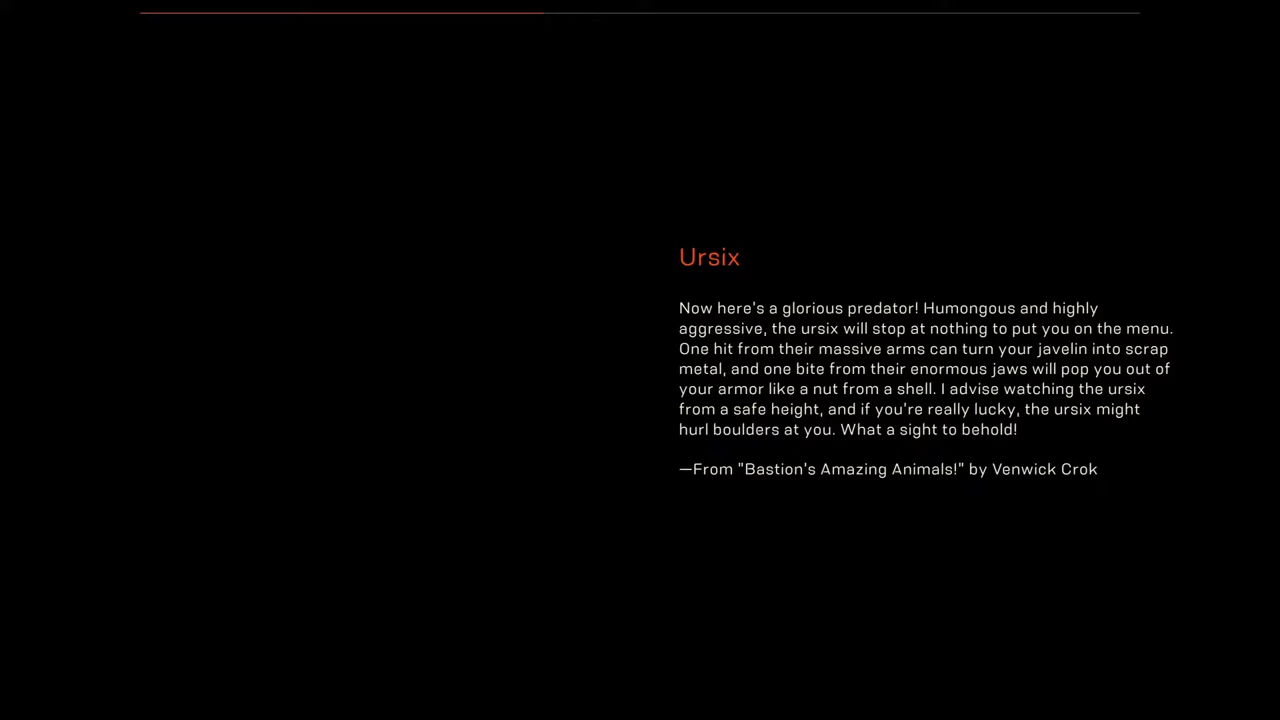 Ursix
Now here's a glorious predator! Humongous and highly
aggressive, the ursix will stop at nothing to put you on the menu.
One hit from their massive arms can turn your javelin into scrap
metal, and one bite from their enormous jaws will pop you out of
your armor like a nut from a shell. I advise watching the ursix
from a safe height, and if you're really lucky, the ursix might
hurl boulders at you. What a sight to behold!
—From "Bastion's Amazing Animals!" by Venwick Crok